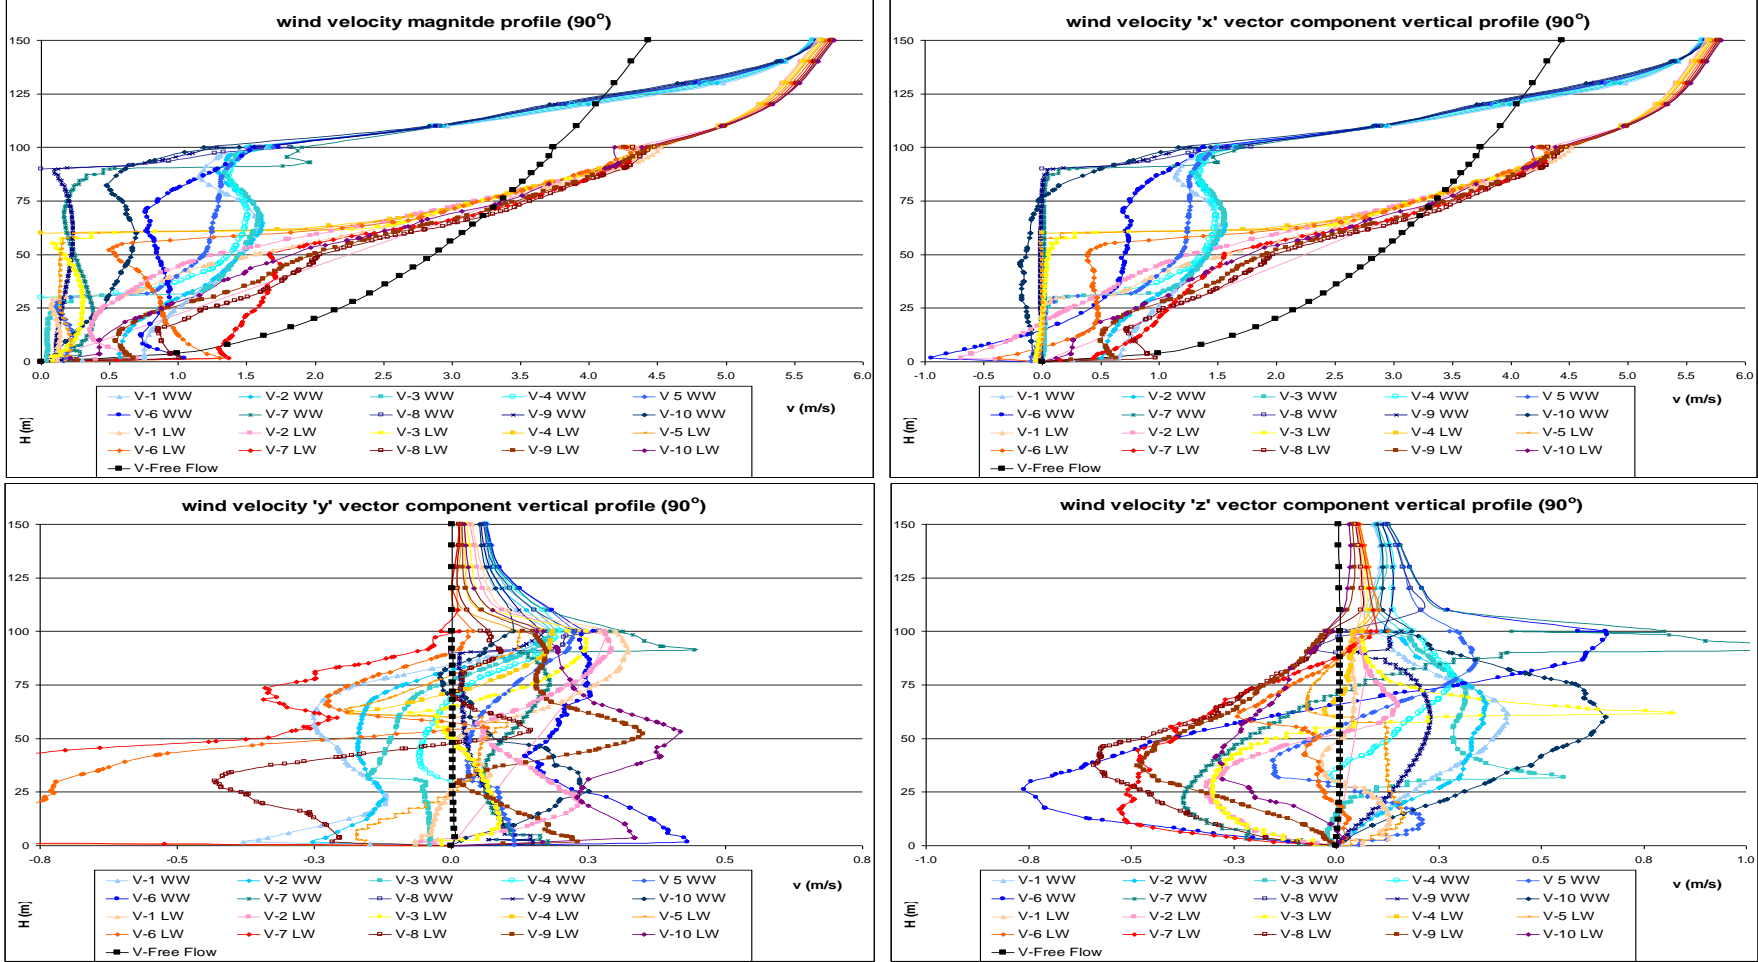 wind velocity magnitde profile (90°)
150
125
100
75
50
25
0
0.0 0.5 1.0 1.5 2.0 2.5 3.0 3.5 4.0 4.5 5.0 5.5 6.0
H (m)
v (m/s)
V-1 WW V-2 WW V-3 WW V-4 WW V 5 WW
V-6 WW V-7 WW V-8 WW V-9 WW V-10 WW
V-1 LW V-2 LW V-3 LW V-4 LW V-5 LW
V-6 LW V-7 LW V-8 LW V-9 LW V-10 LW
V-Free Flow
wind velocity 'x' vector component vertical profile (90°)
150
125
100
75
50
25
0
-1.0 0.0 0.5 1.0 1.5 2.0 2.5 3.0 3.5 4.0 4.5 5.0 5.5 6.0
H (m)
v (m/s)
V-1 WW V-2 WW V-3 WW V-4 WW V 5 WW
V-6 WW V-7 WW V-8 WW V-9 WW V-10 WW
V-1 LW V-2 LW V-3 LW V-4 LW V-5 LW
V-6 LW V-7 LW V-8 LW V-9 LW V-10 LW
V-Free Flow
wind velocity 'y' vector component vertical profile (90°)
150
125
100
75
50
25
0
-0.8 -0.5 -0.3 0.0 0.3 0.5 0.8
H (m)
v (m/s)
V-1 WW V-2 WW V-3 WW V-4 WW V 5 WW
V-6 WW V-7 WW V-8 WW V-9 WW V-10 WW
V-1 LW V-2 LW V-3 LW V-4 LW V-5 LW
V-6 LW V-7 LW V-8 LW V-9 LW V-10 LW
V-Free Flow
wind velocity 'z' vector component vertical profile (90°)
150
125
100
75
50
25
0
-1.0 -0.8 -0.5 -0.3 0.0 0.3 0.5 0.8 1.0
H (m)
v (m/s)
V-1 WW V-2 WW V-3 WW V-4 WW V 5 WW
V-6 WW V-7 WW V-8 WW V-9 WW V-10 WW
V-1 LW V-2 LW V-3 LW V-4 LW V-5 LW
V-6 LW V-7 LW V-8 LW V-9 LW V-10 LW
V-Free Flow